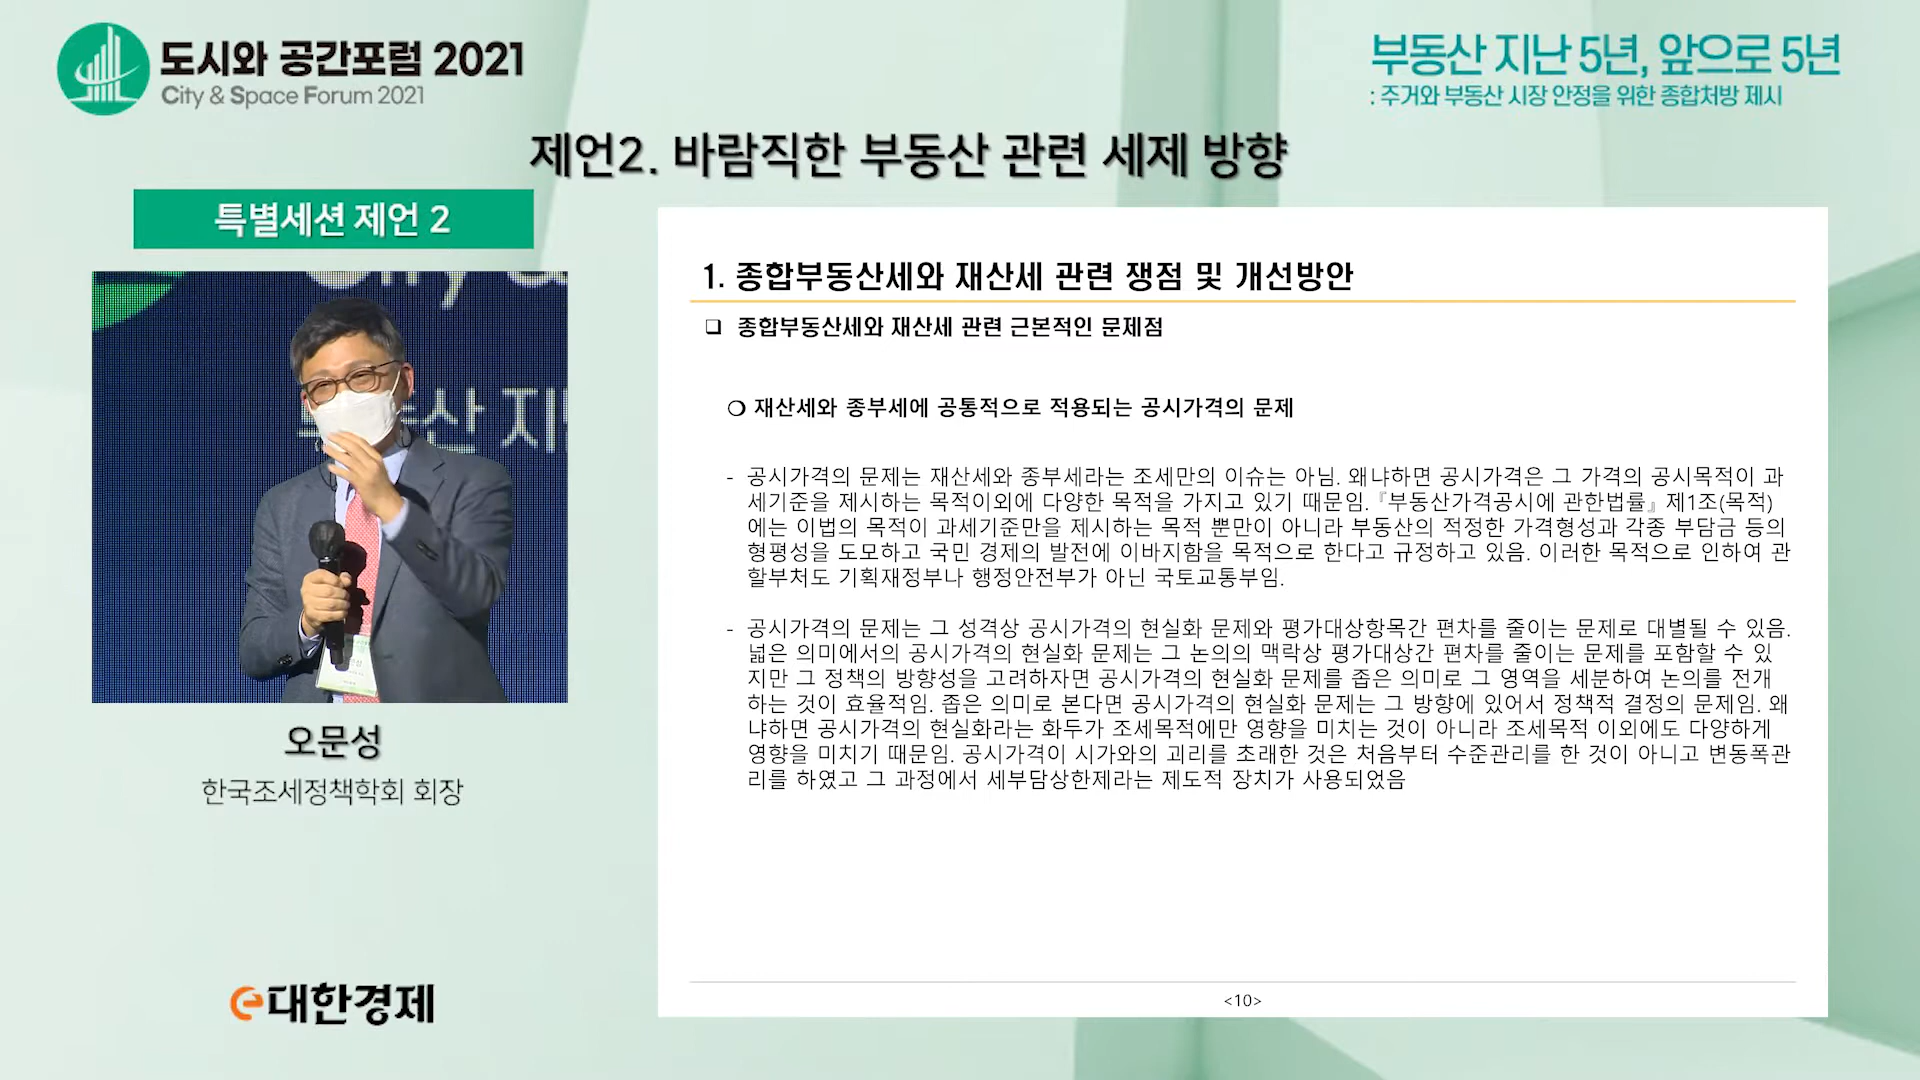 도시와 공간포럼 2021
City & Space Forum 2021
부동산 지난 5년, 앞으로 5년
: 주거와 부동산 시장 안정을 위한 종합처방 제시
제언2. 바람직한 부동산 관련 세제 방향
특별세션 제언 2
부동산 지난
오문성
한국조세정책학회 회장
e대한경제
1. 종합부동산세와 재산세 관련 쟁점 및 개선방안
❑ 종합부동산세와 재산세 관련 근본적인 문제점
❍ 재산세와 종부세에 공통적으로 적용되는 공시가격의 문제
- 공시가격의 문제는 재산세와 종부세라는 조세만의 이슈는 아님. 왜냐하면 공시가격은 그 가격의 공시목적이 과
세기준을 제시하는 목적이외에 다양한 목적을 가지고 있기 때문임.『부동산가격공시에 관한법률』 제1조(목적)
에는 이법의 목적이 과세기준만을 제시하는 목적 뿐만이 아니라 부동산의 적정한 가격형성과 각종 부담금 등의
형평성을 도모하고 국민 경제의 발전에 이바지함을 목적으로 한다고 규정하고 있음. 이러한 목적으로 인하여 관
할부처도 기획재정부나 행정안전부가 아닌 국토교통부임.
- 공시가격의 문제는 그 성격상 공시가격의 현실화 문제와 평가대상항목간 편차를 줄이는 문제로 대별될 수 있음.
넓은 의미에서의 공시가격의 현실화 문제는 그 논의의 맥락상 평가대상간 편차를 줄이는 문제를 포함할 수 있
지만 그 정책의 방향성을 고려하자면 공시가격의 현실화 문제를 좁은 의미로 그 영역을 세분하여 논의를 전개
하는 것이 효율적임. 좁은 의미로 본다면 공시가격의 현실화 문제는 그 방향에 있어서 정책적 결정의 문제임. 왜
냐하면 공시가격의 현실화라는 화두가 조세목적에만 영향을 미치는 것이 아니라 조세목적 이외에도 다양하게
영향을 미치기 때문임. 공시가격이 시가와의 괴리를 초래한 것은 처음부터 수준관리를 한 것이 아니고 변동폭관
리를 하였고 그 과정에서 세부담상한제라는 제도적 장치가 사용되었음
<10>